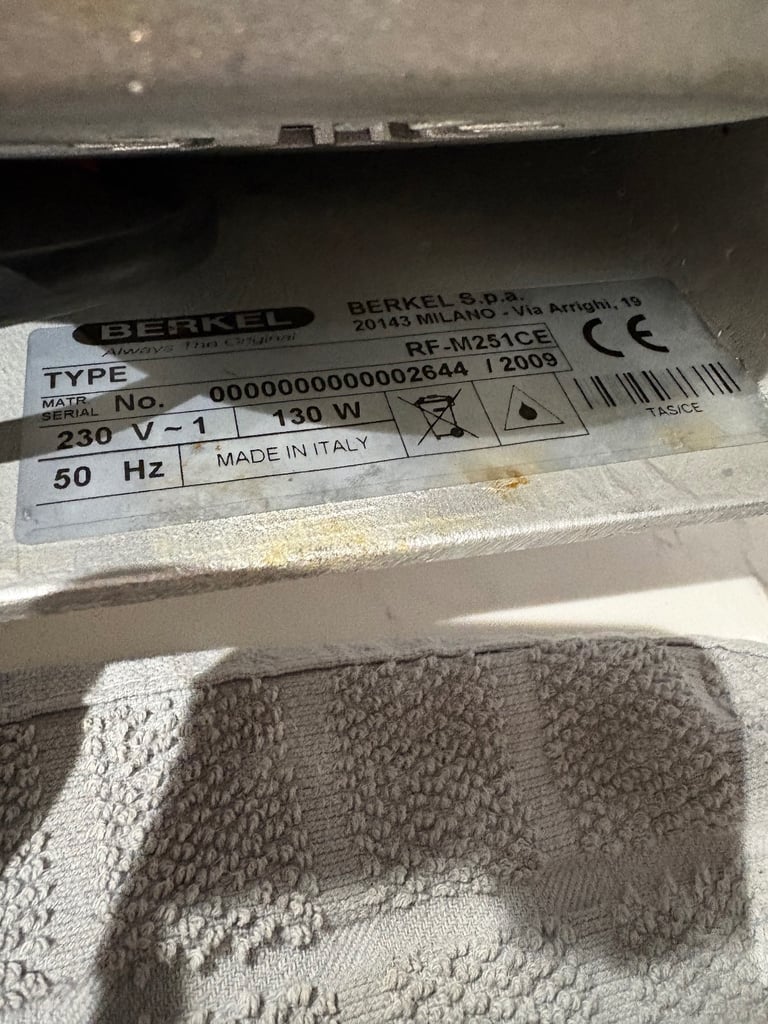 BERKEL
Always The Original
BERKEL S.p.a.
20143 MILANO - Via Arrighi, 19
TYPE RF-M251CE
MATR. SERIAL No. 0000000000002644 / 2009
230 V ~ 1 130 W
50 Hz MADE IN ITALY
CE
TASICE